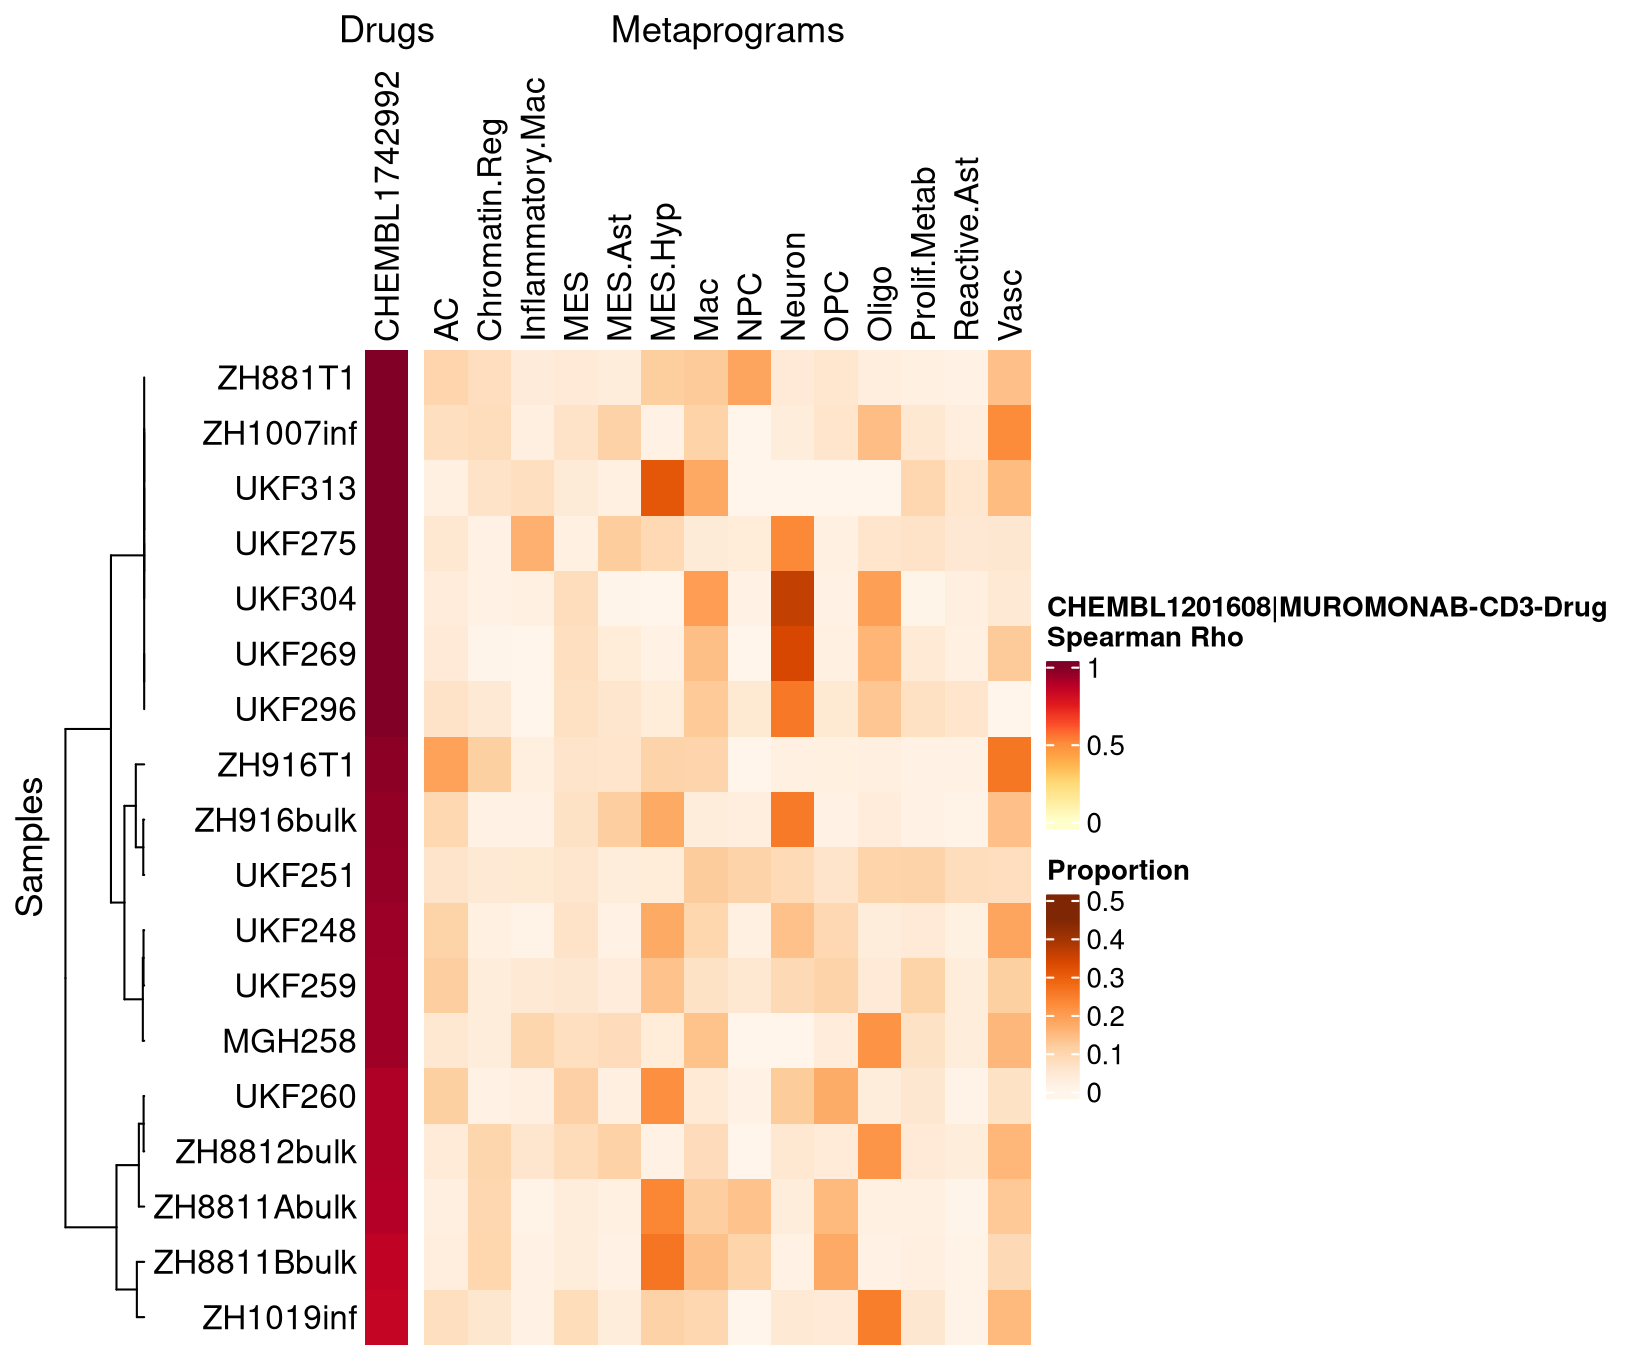 Drugs
Metaprograms
CHEMBL1742992
AC
Chromatin.Reg
Inflammatory.Mac
MES
MES.Ast
MES.Hyp
Mac
NPC
Neuron
OPC
Oligo
Prolif.Metab
Reactive.Ast
Vasc
Samples
ZH881T1
ZH1007inf
UKF313
UKF275
UKF304
UKF269
UKF296
ZH916T1
ZH916bulk
UKF251
UKF248
UKF259
MGH258
UKF260
ZH8812bulk
ZH8811Abulk
ZH8811Bbulk
ZH1019inf
CHEMBL1201608|MUROMONAB-CD3-Drug
Spearman Rho
1
0.5
0
Proportion
0.5
0.4
0.3
0.2
0.1
0